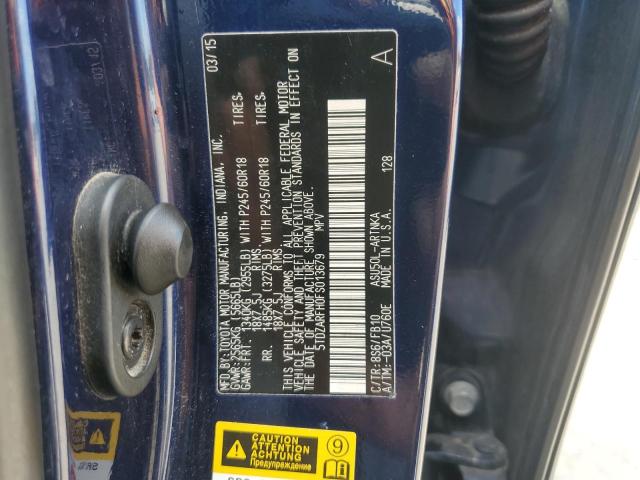 MFD. BY: TOYOTA MOTOR MANUFACTURING, INDIANA, INC. 03/15
GVWR: 2565KG (5665LB)
GAWR: FRT. 1340KG (2955LB) WITH P245/60R18 TIRES,
18X7.5J RIMS
RR. 1485KG (3275LB) WITH P245/60R18 TIRES,
18X7.5J RIMS
THIS VEHICLE CONFORMS TO ALL APPLICABLE FEDERAL MOTOR
VEHICLE SAFETY AND THEFT PREVENTION STANDARDS IN EFFECT ON
THE DATE OF MANUFACTURE SHOWN ABOVE.
5TDZARFH0FS013679 MPV
128
C/TR: 8S6/FB10 ASU50L-ARTNKA
A/TM: -03A/U760E MADE IN U.S.A.
A
CAUTION
ATTENTION
ACHTUNG
Предупреждение
9